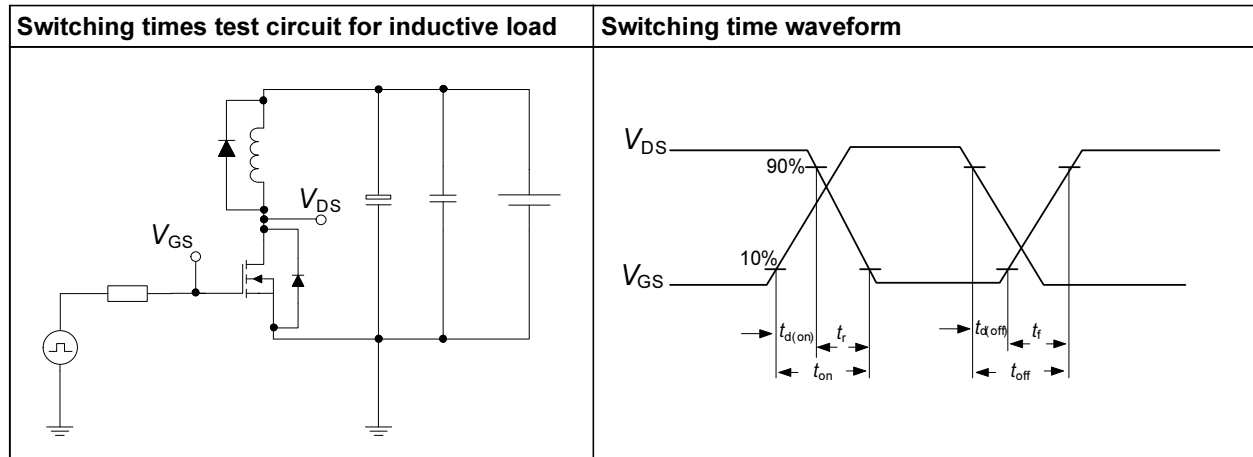 Switching times test circuit for inductive load
Switching time waveform
VDS
VGS
VDS
90%
10%
VGS
td(on)
tr
td(off)
tf
ton
toff